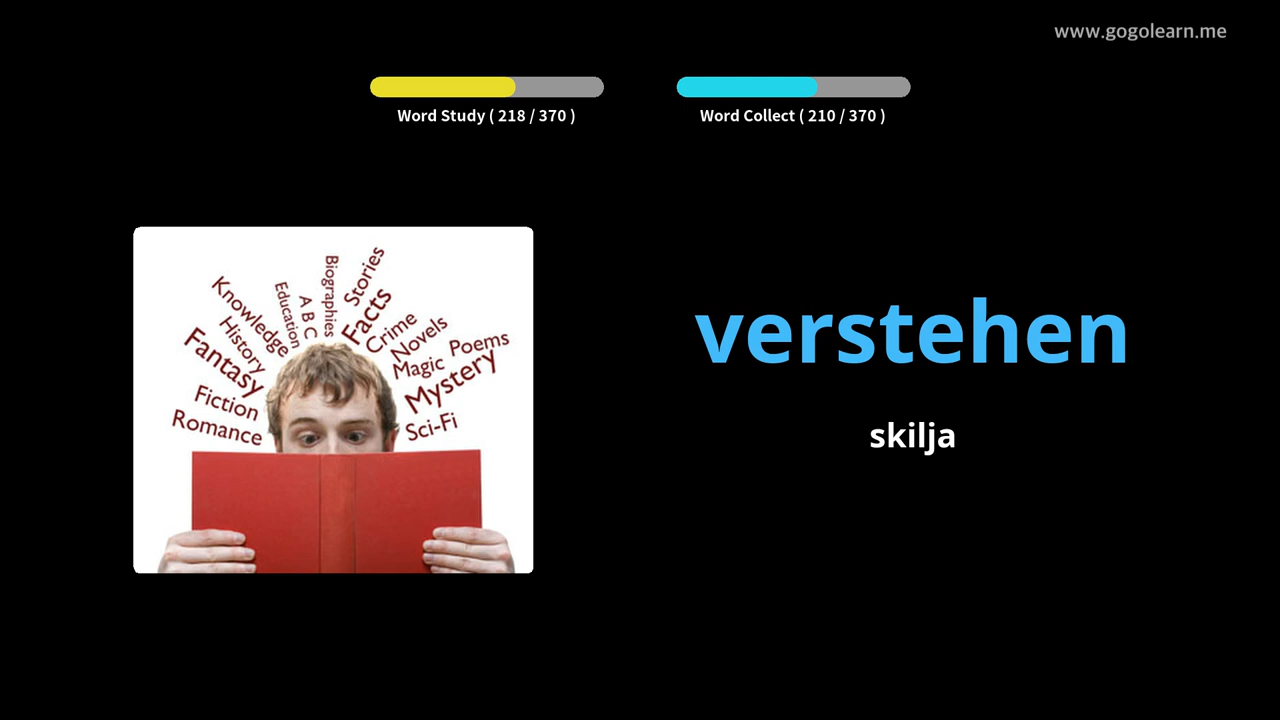 www.gogolearn.me
Word Study ( 218 / 370 )
Word Collect ( 210 / 370 )
Romance
Fiction
Fantasy
History
Knowledge
Education
A B C
Biographies
Stories
Facts
Crime
Novels
Magic
Poems
Mystery
Sci-Fi
verstehen
skilja